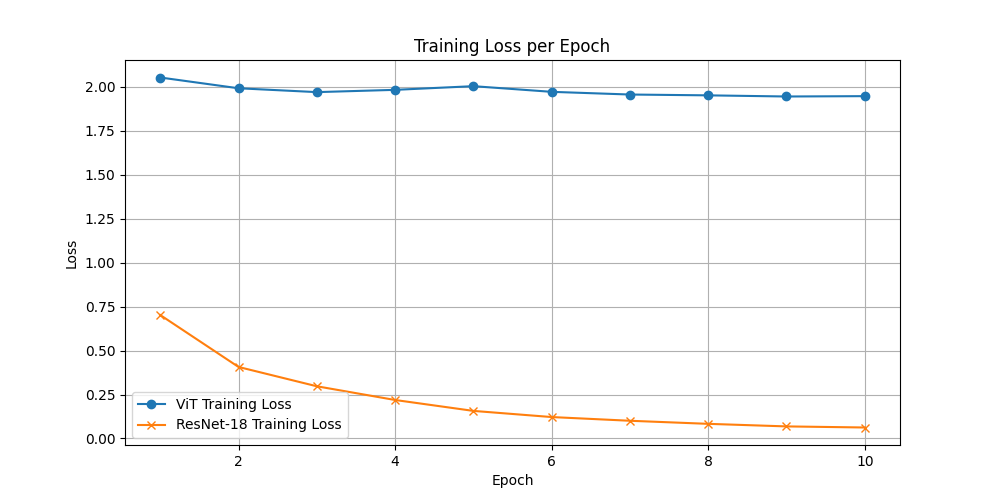 Training Loss per Epoch
Loss
2.00
1.75
1.50
1.25
1.00
0.75
0.50
0.25
0.00
ViT Training Loss
ResNet-18 Training Loss
2 4 6 8 10
Epoch